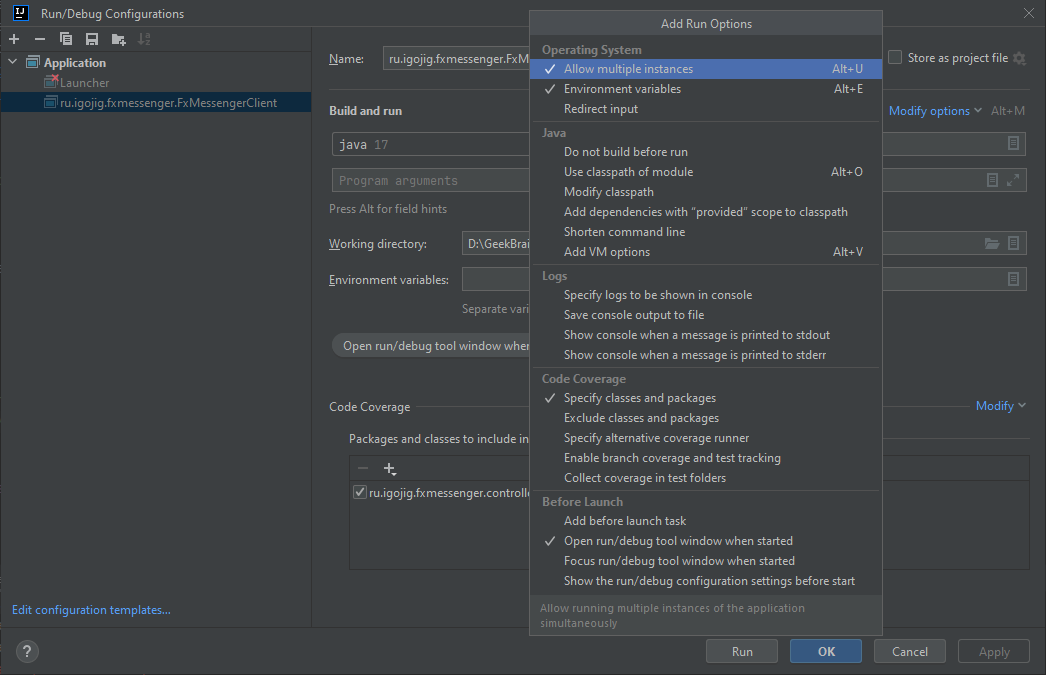 Run/Debug Configurations
Application
Launcher
ru.igojig.fxmessenger.FxMessengerClient
Edit configuration templates...
Name:
ru.igojig.fxmessenger.FxM
Store as project file
Build and run
Modify options
Alt+M
java 17
Program arguments
Press Alt for field hints
Working directory:
D:\GeekBrai
Environment variables:
Separate vari
Open run/debug tool window when
Code Coverage
Modify
Packages and classes to include in
ru.igojig.fxmessenger.controlle
Add Run Options
Operating System
Allow multiple instances Alt+U
Environment variables Alt+E
Redirect input
Java
Do not build before run
Use classpath of module Alt+O
Modify classpath
Add dependencies with “provided” scope to classpath
Shorten command line
Add VM options Alt+V
Logs
Specify logs to be shown in console
Save console output to file
Show console when a message is printed to stdout
Show console when a message is printed to stderr
Code Coverage
Specify classes and packages
Exclude classes and packages
Specify alternative coverage runner
Enable branch coverage and test tracking
Collect coverage in test folders
Before Launch
Add before launch task
Open run/debug tool window when started
Focus run/debug tool window when started
Show the run/debug configuration settings before start
Allow running multiple instances of the application
simultaneously
?
Run
OK
Cancel
Apply